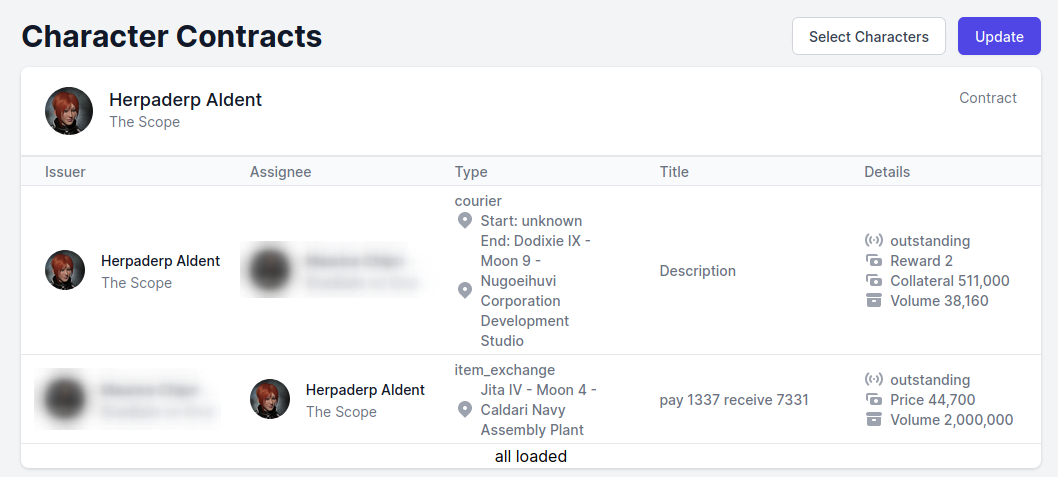 Character Contracts
Select Characters
Update
Herpaderp Aldent
The Scope
Contract
Issuer
Assignee
Type
Title
Details
Herpaderp Aldent
The Scope
courier
Start: unknown
End: Dodixie IX -
Moon 9 -
Nugoeihuvi
Corporation
Development
Studio
Description
outstanding
Reward 2
Collateral 511,000
Volume 38,160
Herpaderp Aldent
The Scope
item_exchange
Jita IV - Moon 4 -
Caldari Navy
Assembly Plant
pay 1337 receive 7331
outstanding
Price 44,700
Volume 2,000,000
all loaded